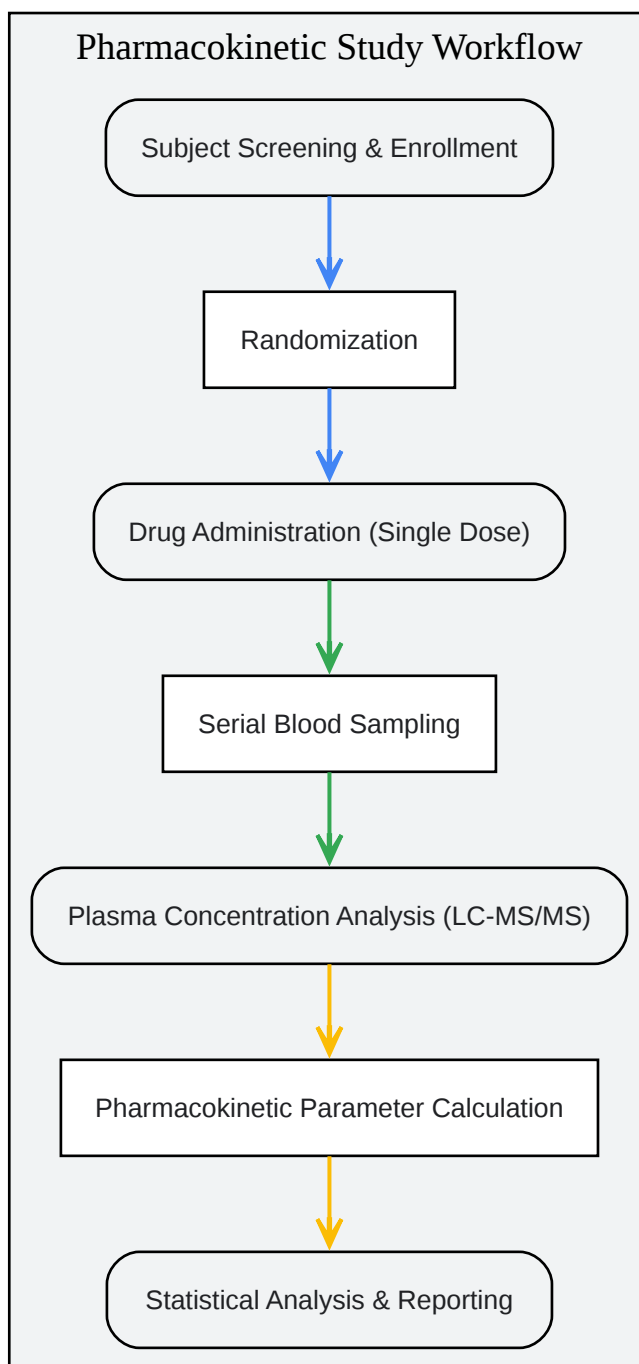 Pharmacokinetic Study Workflow
Subject Screening & Enrollment
Randomization
Drug Administration (Single Dose)
Serial Blood Sampling
Plasma Concentration Analysis (LC-MS/MS)
Pharmacokinetic Parameter Calculation
Statistical Analysis & Reporting